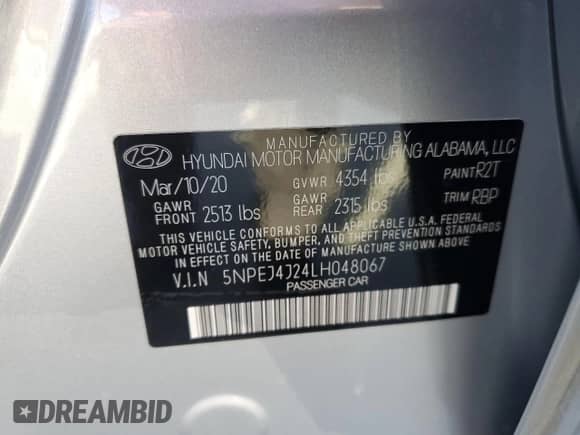 MANUFACTURED BY
HYUNDAI MOTOR MANUFACTURING ALABAMA, LLC
Mar/10/20 GVWR 4354 lbs PAINT R2T
GAWR FRONT 2513 lbs GAWR REAR 2315 lbs TRIM RBP
THIS VEHICLE CONFORMS TO ALL APPLICABLE U.S.A. FEDERAL
MOTOR VEHICLE SAFETY, BUMPER, AND THEFT PREVENTION STANDARDS
IN EFFECT ON THE DATE OF MANUFACTURE SHOWN ABOVE.
V.I.N 5NPEJ4J24LH048067
PASSENGER CAR
DREAMBID